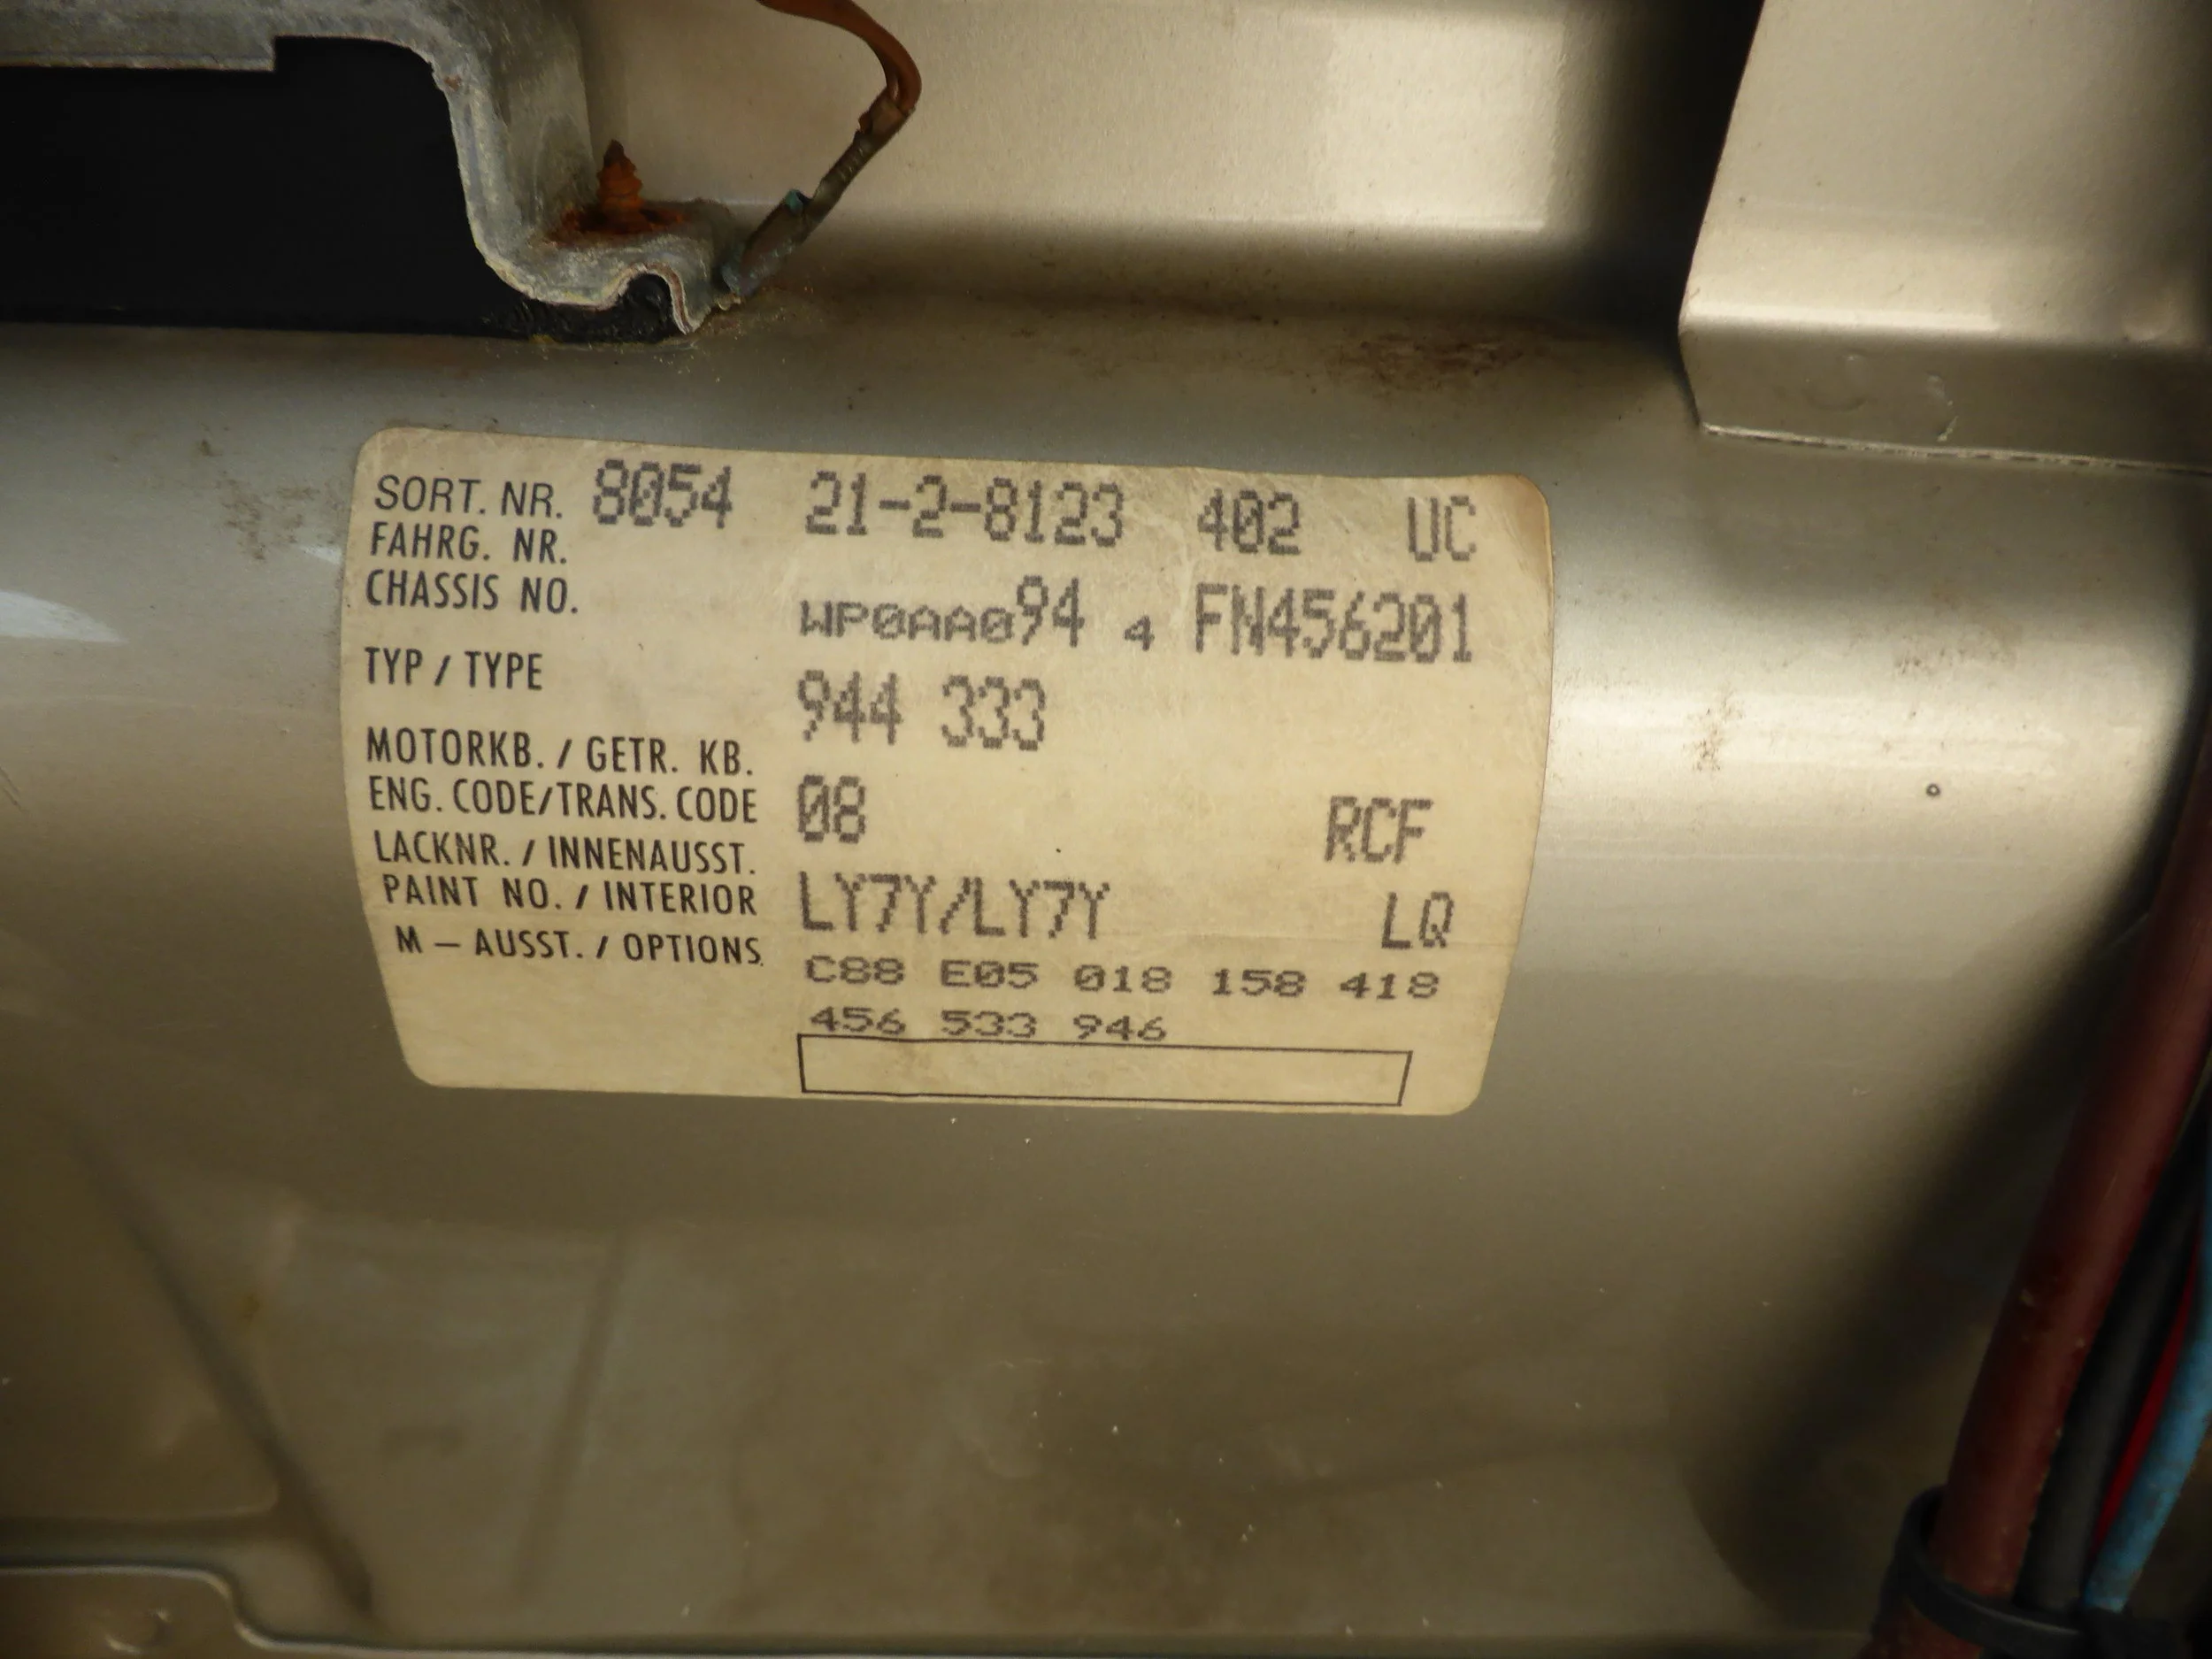 SORT. NR. 8054 21-2-8123 402 UC
FAHRG. NR.
CHASSIS NO. WP0AA094 4 FN456201
TYP / TYPE 944 333
MOTORKB. / GETR. KB.
ENG. CODE/TRANS. CODE 08 RCF
LACKNR. / INNENAUSST.
PAINT NO. / INTERIOR LY7Y/LY7Y LQ
M – AUSST. / OPTIONS C88 E05 018 158 418
456 533 946